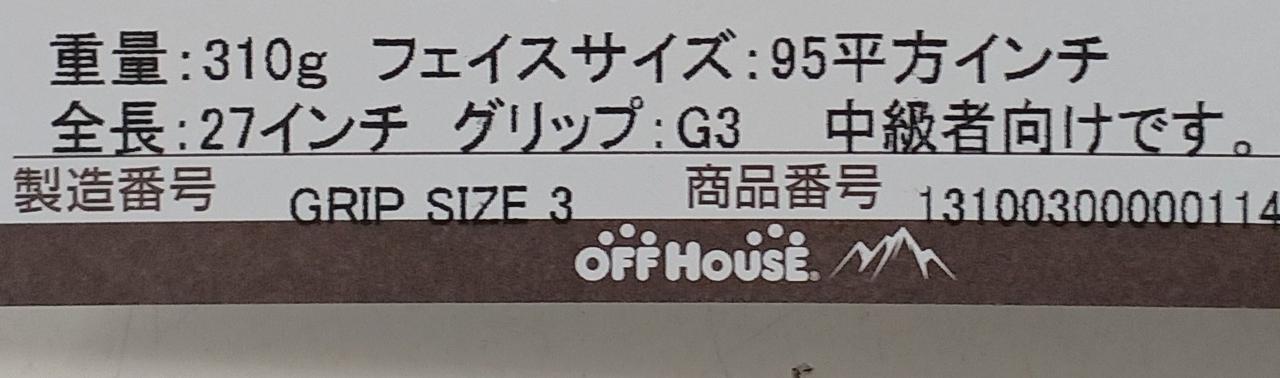 重量:310g フェイスサイズ:95平方インチ
全長:27インチ グリップ:G3 中級者向けです。
製造番号 GRIP SIZE 3 商品番号 13100300000114
OFF HOUSE